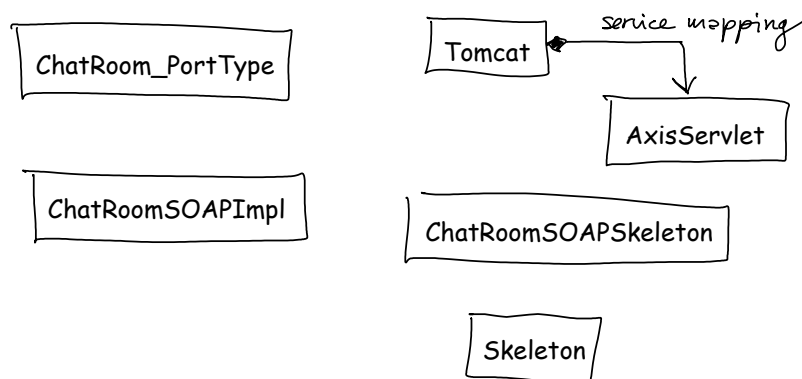 service mapping
Tomcat
ChatRoom_PortType
AxisServlet
ChatRoomSOAPImpl
ChatRoomSOAPSkeleton
Skeleton